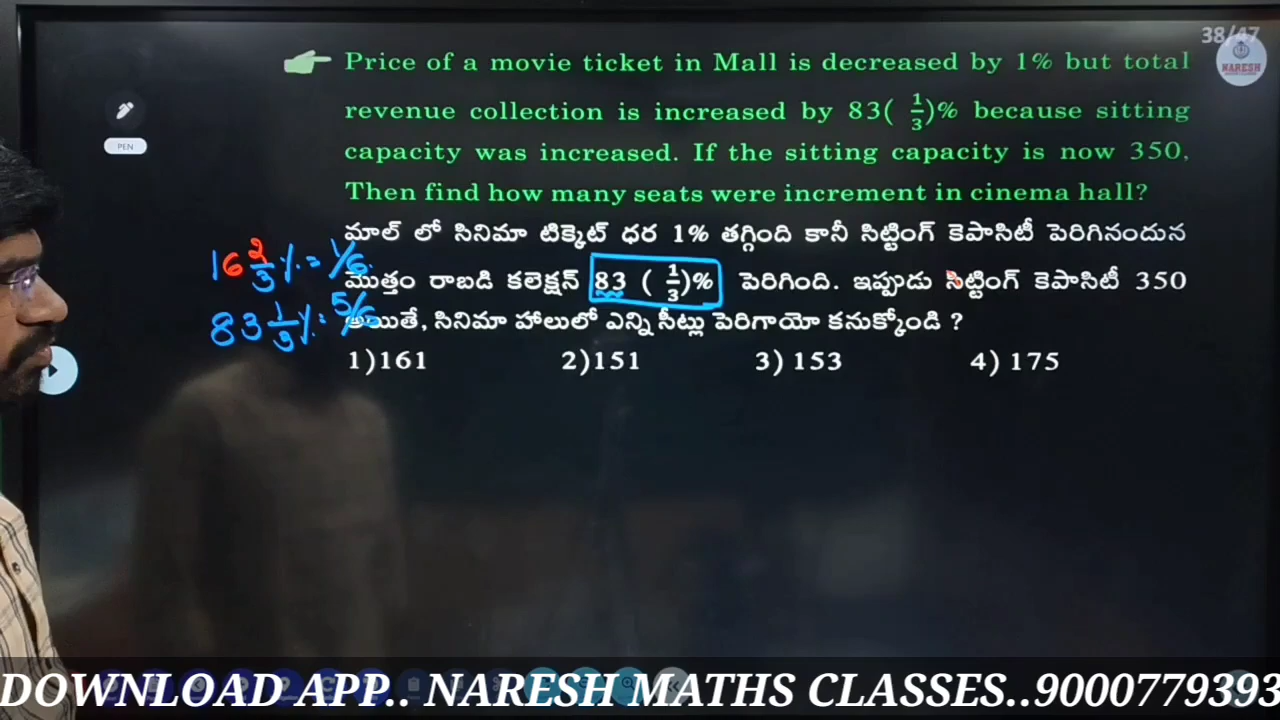 38/47
NARESH
Price of a movie ticket in Mall is decreased by 1% but total
revenue collection is increased by 83( 1/3)% because sitting
capacity was increased. If the sitting capacity is now 350,
Then find how many seats were increment in cinema hall?
PEN
మాల్ లో సినిమా టిక్కెట్ ధర 1% తగ్గింది కానీ సిట్టింగ్ కెపాసిటీ పెరిగినందున
మొత్తం రాబడి కలెక్షన్ 83 ( 1/3)% పెరిగింది. ఇప్పుడు సిట్టింగ్ కెపాసిటీ 350
అయితే, సినిమా హాలులో ఎన్ని సీట్లు పెరిగాయో కనుక్కోండి ?
16 2/3 % = 1/6
83 1/3 % = 5/6
1)161 2)151 3) 153 4) 175
DOWNLOAD APP.. NARESH MATHS CLASSES..9000779393